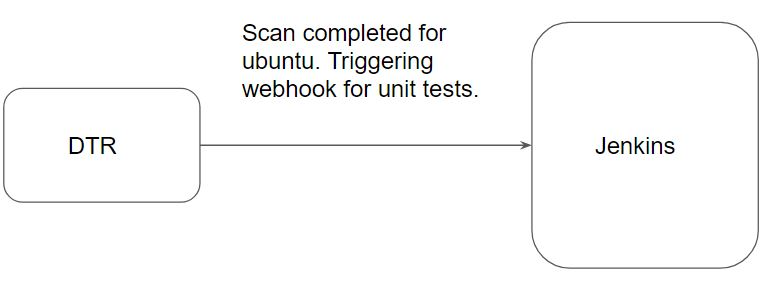 Scan completed for
ubuntu. Triggering
webhook for unit tests.
DTR
Jenkins